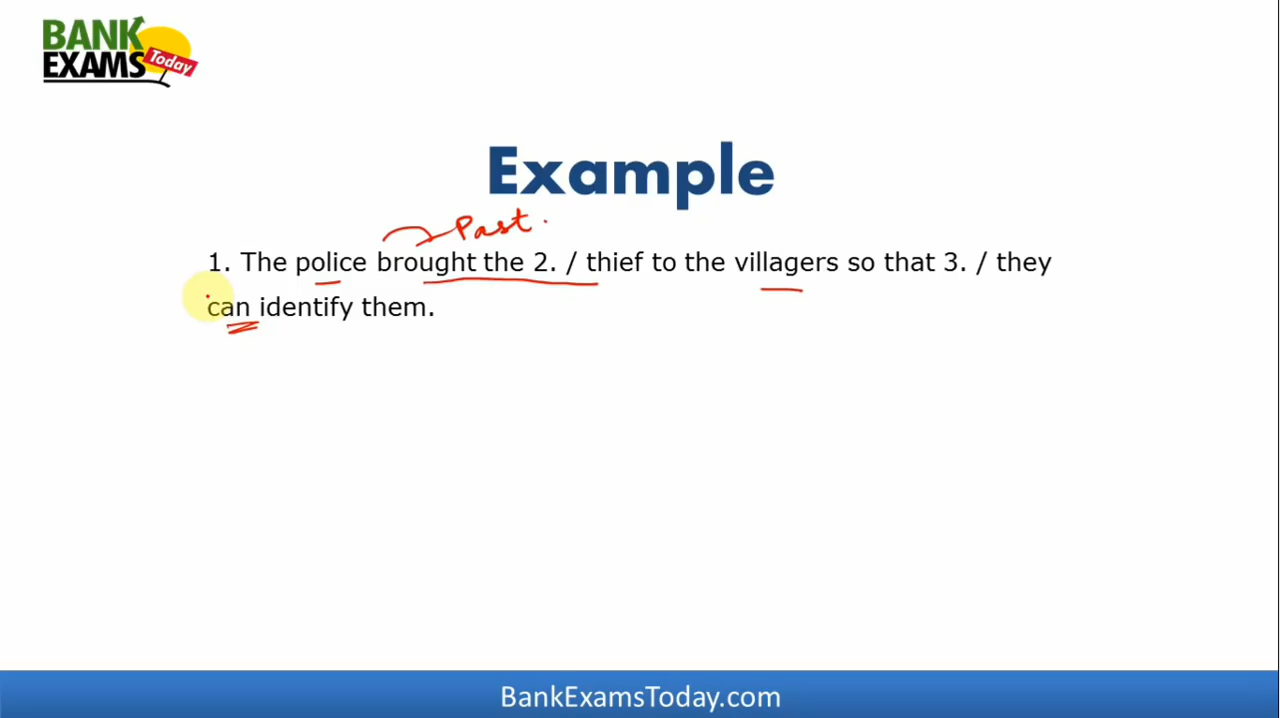 BANK
EXAMS Today
Example
Past.
1. The police brought the 2. / thief to the villagers so that 3. / they
can identify them.
BankExamsToday.com